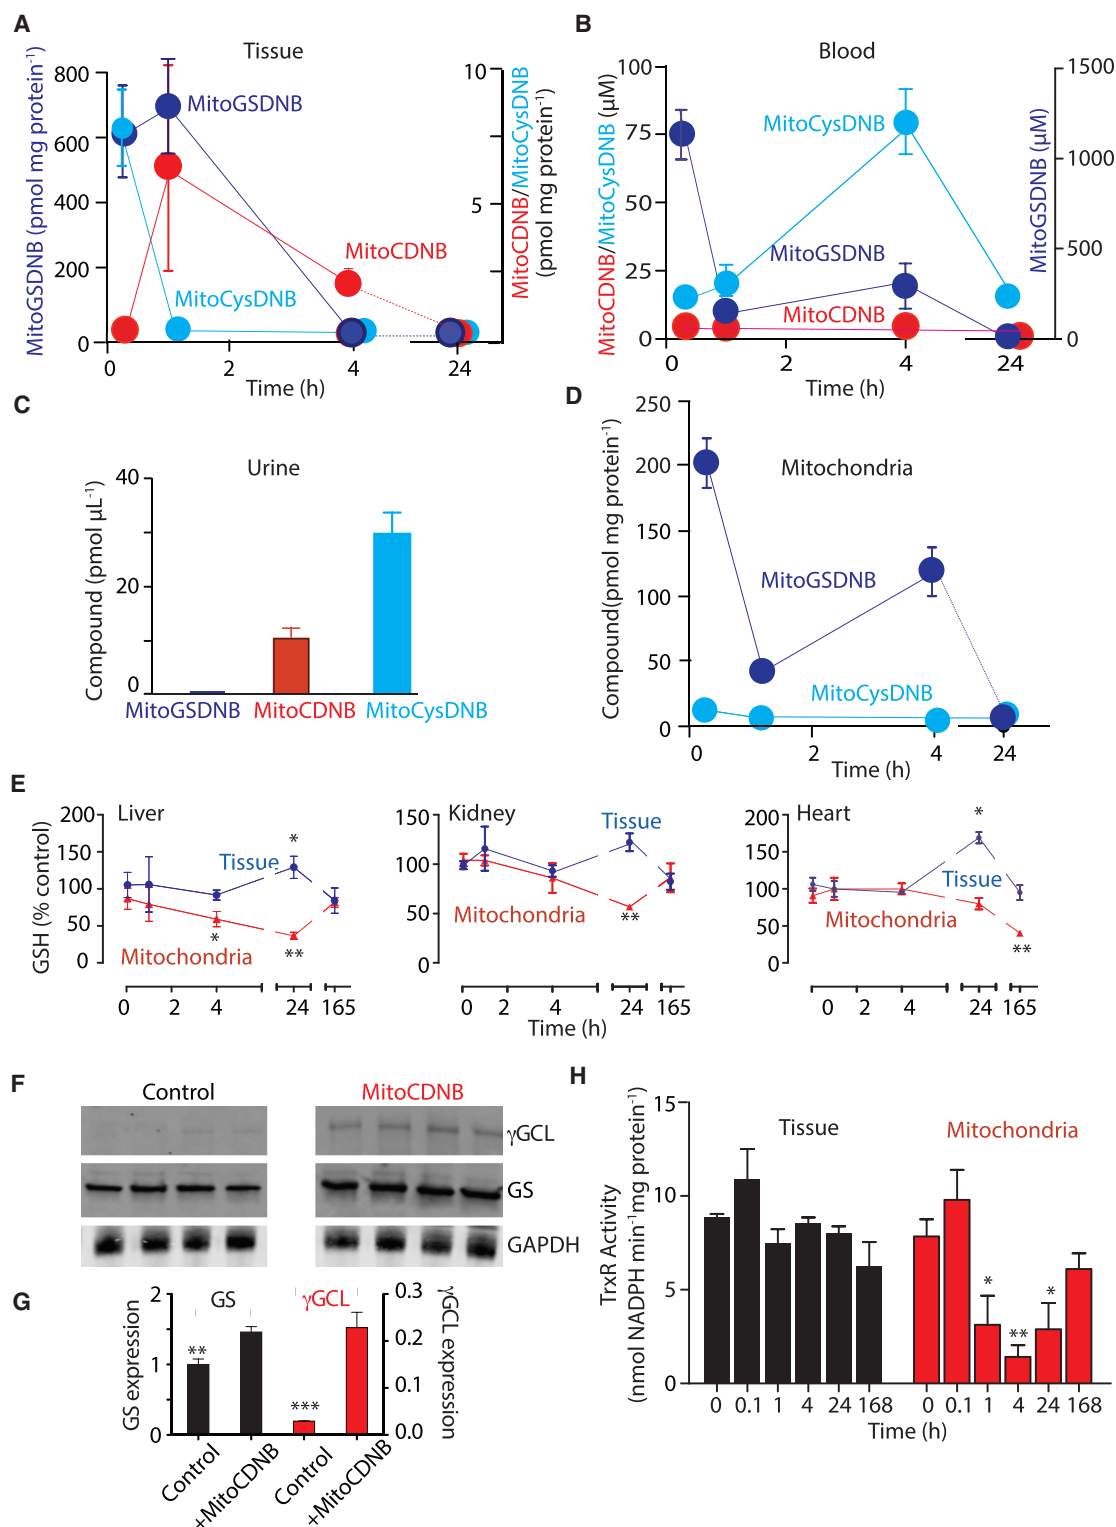 A
Tissue
MitoGSDNB (pmol mg protein⁻¹)
800
600
400
200
0
MitoGSDNB
MitoCDNB
MitoCysDNB
10
5
MitoCDNB/MitoCysDNB
(pmol mg protein⁻¹)
0 2 4 24
Time (h)
B
Blood
MitoCDNB/MitoCysDNB (μM)
100
75
50
25
0
MitoCysDNB
MitoGSDNB
MitoCDNB
1500
1000
500
0
MitoGSDNB (μM)
0 2 4 24
Time (h)
C
Urine
Compound (pmol μL⁻¹)
40
20
0
MitoGSDNB MitoCDNB MitoCysDNB
D
Mitochondria
Compound(pmol mg protein⁻¹)
250
200
150
100
50
0
MitoGSDNB
MitoCysDNB
0 2 4 24
Time (h)
E
GSH (% control)
Liver
200
150
100
50
0
Tissue
Mitochondria
*
*
**
0 2 4 24 165
Kidney
150
100
50
0
Tissue
Mitochondria
**
0 2 4 24 165
Time (h)
Heart
200
150
100
50
0
*
Tissue
Mitochondria
**
0 2 4 24 165
F
Control MitoCDNB
γGCL
GS
GAPDH
G
GS expression
2
1
0
GS γGCL
**
***
0.3
0.2
0.1
0.0
γGCL expression
Control
+MitoCDNB
Control
+MitoCDNB
H
TrxR Activity
(nmol NADPH min⁻¹mg protein⁻¹)
15
10
5
0
Tissue Mitochondria
*
**
*
0 0.1 1 4 24 168 0 0.1 1 4 24 168
Time (h)